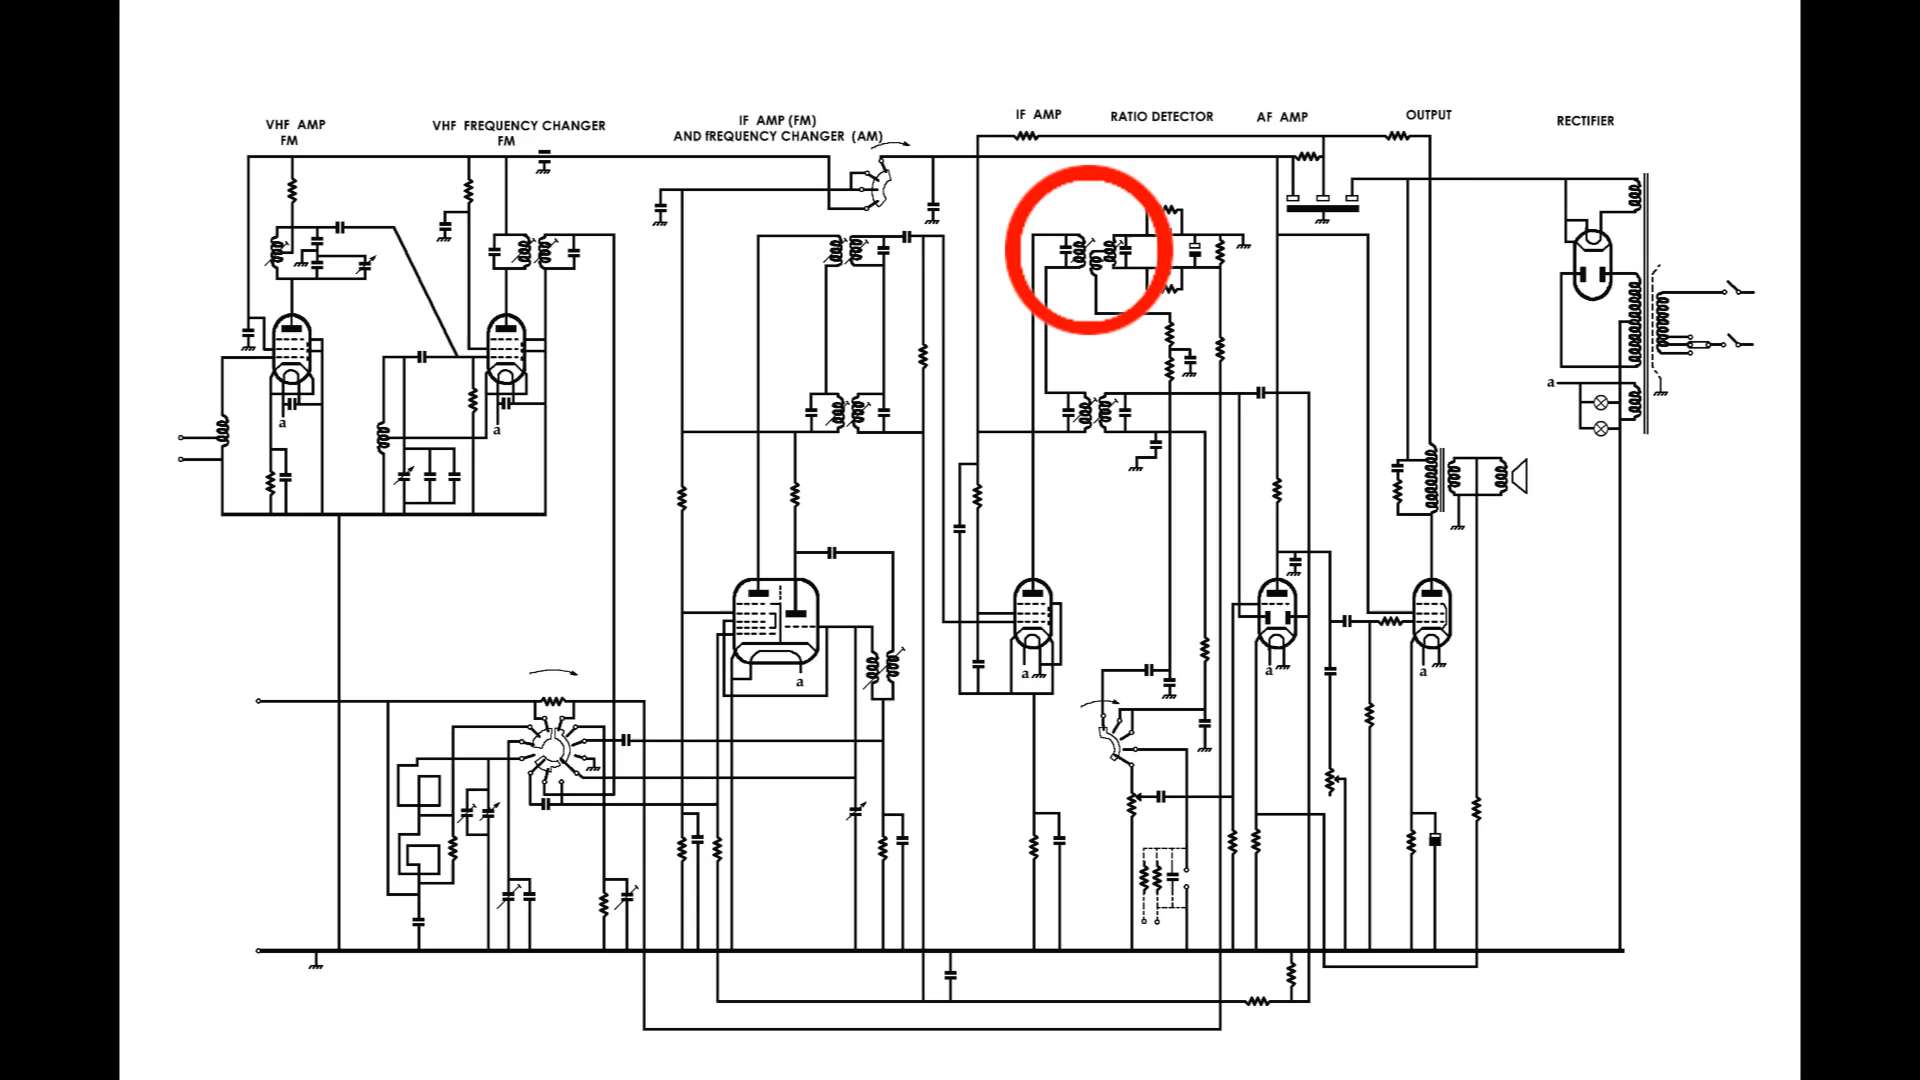 VHF AMP
FM
VHF FREQUENCY CHANGER
FM
IF AMP (FM)
AND fREQUENCY CHANGER (AM)
IF AMP
RATIO DETECTOR
AF AMP
OUTPUT
RECTIFIER
a
a
a
a
a
a
a